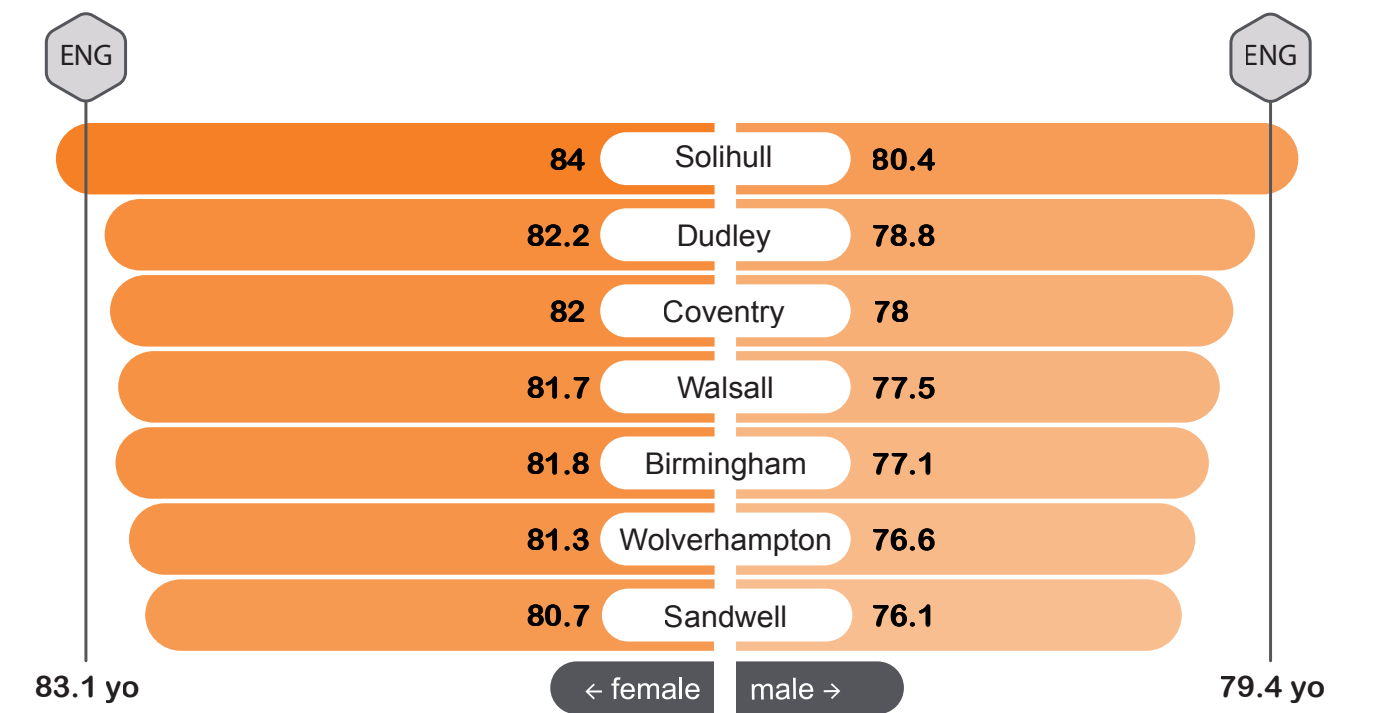 ENG ENG
84 Solihull 80.4
82.2 Dudley 78.8
82 Coventry 78
81.7 Walsall 77.5
81.8 Birmingham 77.1
81.3 Wolverhampton 76.6
80.7 Sandwell 76.1
83.1 yo ← female male → 79.4 yo